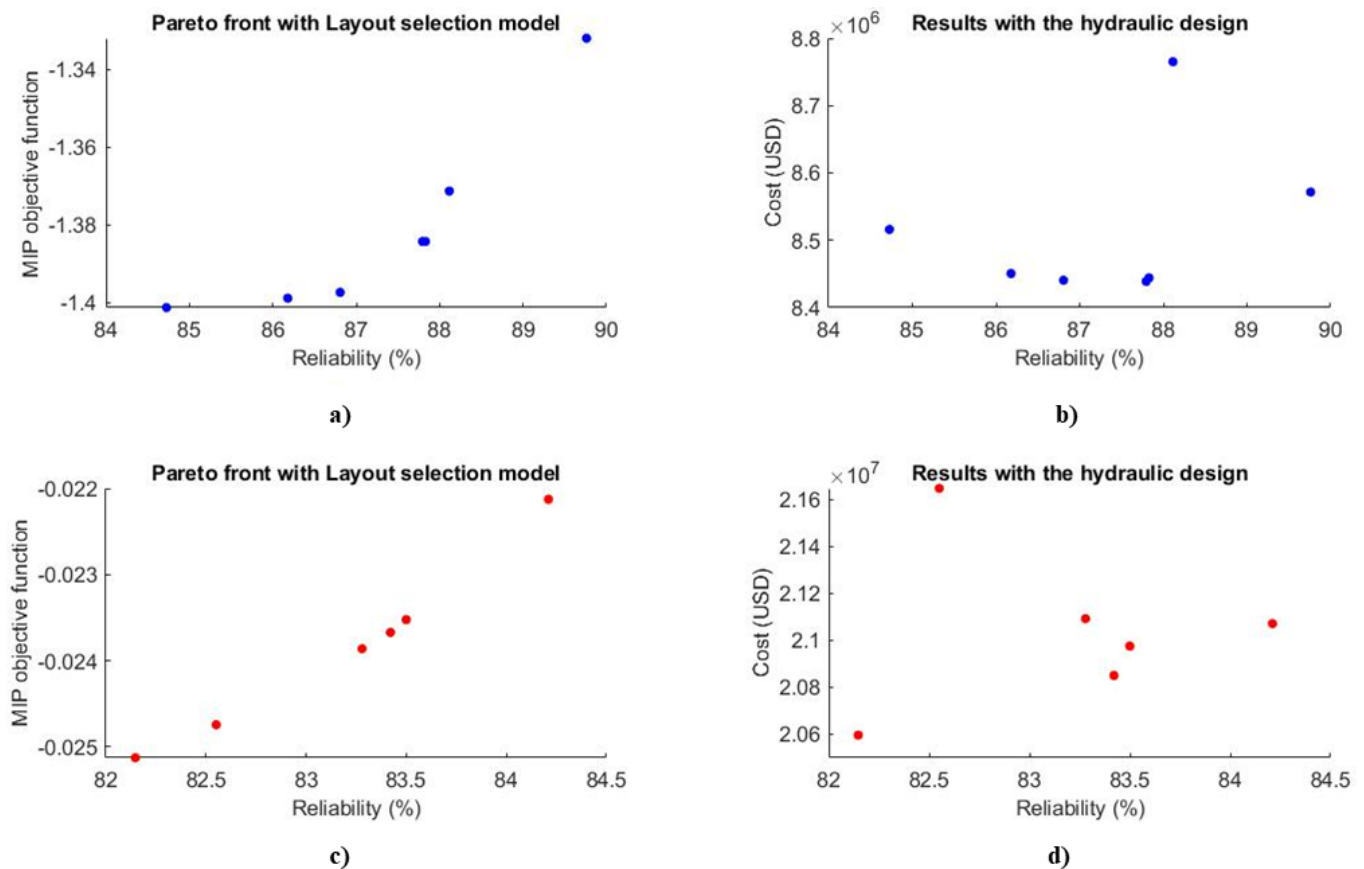 Pareto front with Layout selection model
-1.34
-1.36
-1.38
-1.4
MIP objective function
84 85 86 87 88 89 90
Reliability (%)
a)
Results with the hydraulic design
×10⁶
8.8
8.7
8.6
8.5
8.4
Cost (USD)
84 85 86 87 88 89 90
Reliability (%)
b)
Pareto front with Layout selection model
-0.022
-0.023
-0.024
-0.025
MIP objective function
82 82.5 83 83.5 84 84.5
Reliability (%)
c)
Results with the hydraulic design
×10⁷
2.16
2.14
2.12
2.1
2.08
2.06
Cost (USD)
82 82.5 83 83.5 84 84.5
Reliability (%)
d)